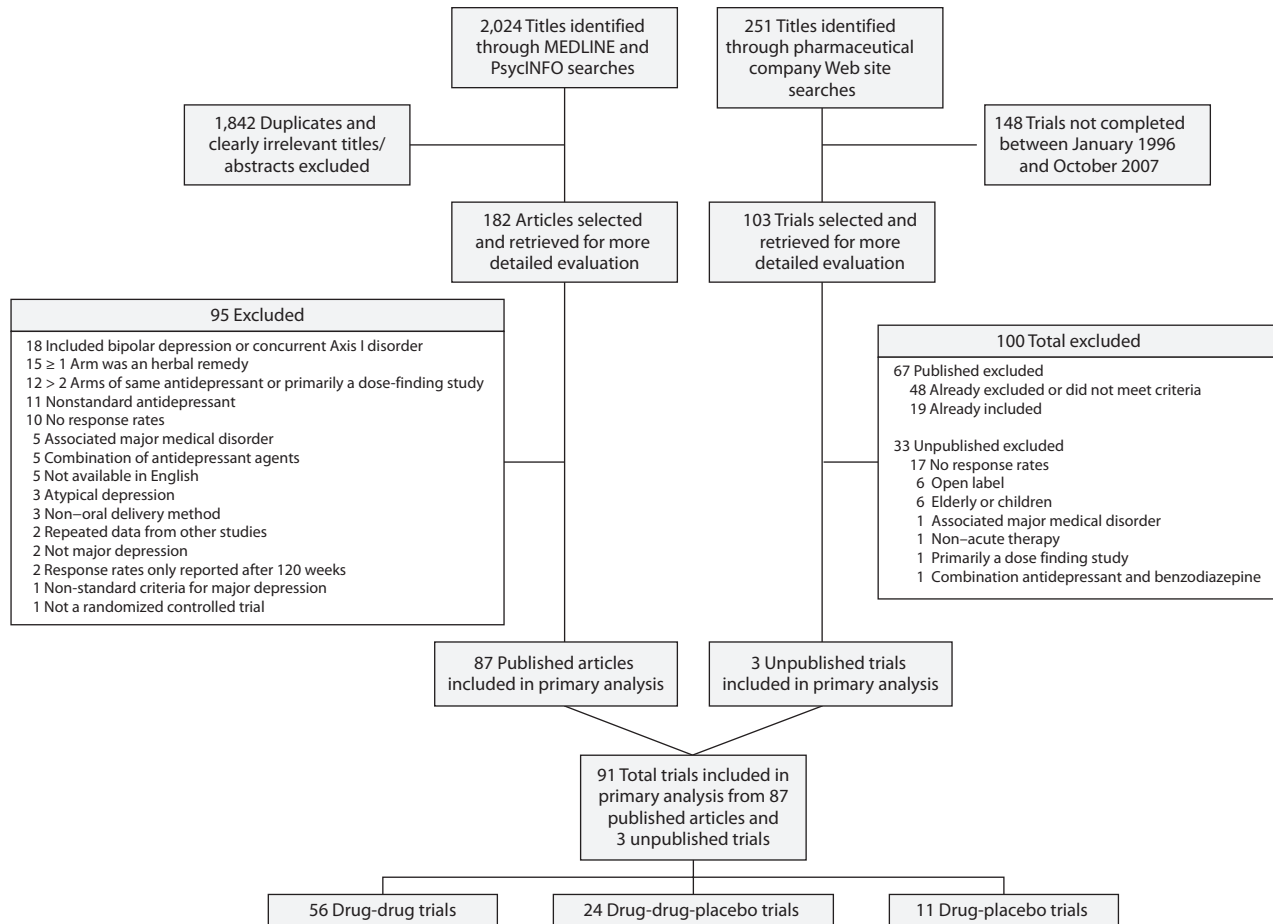 2,024 Titles identified
through MEDLINE and
PsycINFO searches
251 Titles identified
through pharmaceutical
company Web site
searches
1,842 Duplicates and
clearly irrelevant titles/
abstracts excluded
148 Trials not completed
between January 1996
and October 2007
182 Articles selected
and retrieved for more
detailed evaluation
103 Trials selected and
retrieved for more
detailed evaluation
95 Excluded
18 Included bipolar depression or concurrent Axis I disorder
15 ≥ 1 Arm was an herbal remedy
12 > 2 Arms of same antidepressant or primarily a dose-finding study
11 Nonstandard antidepressant
10 No response rates
5 Associated major medical disorder
5 Combination of antidepressant agents
5 Not available in English
3 Atypical depression
3 Non–oral delivery method
2 Repeated data from other studies
2 Not major depression
2 Response rates only reported after 120 weeks
1 Non-standard criteria for major depression
1 Not a randomized controlled trial
100 Total excluded
67 Published excluded
48 Already excluded or did not meet criteria
19 Already included
33 Unpublished excluded
17 No response rates
6 Open label
6 Elderly or children
1 Associated major medical disorder
1 Non–acute therapy
1 Primarily a dose finding study
1 Combination antidepressant and benzodiazepine
87 Published articles
included in primary analysis
3 Unpublished trials
included in primary analysis
91 Total trials included in
primary analysis from 87
published articles and
3 unpublished trials
56 Drug-drug trials
24 Drug-drug-placebo trials
11 Drug-placebo trials